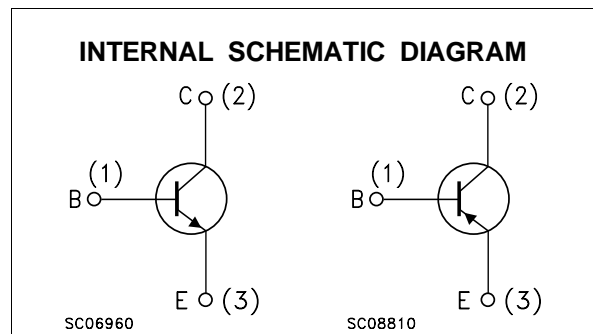 INTERNAL SCHEMATIC DIAGRAM
C (2)
C (2)
(1)
(1)
B
B
E (3)
E (3)
SC06960
SC08810